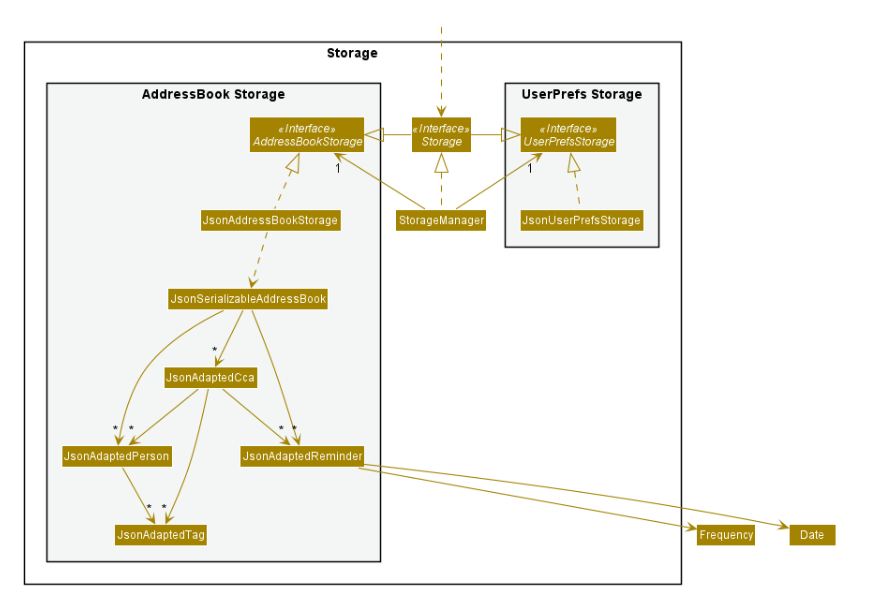 Storage
AddressBook Storage
UserPrefs Storage
«Interface»
AddressBookStorage
«Interface»
Storage
«Interface»
UserPrefsStorage
1
1
JsonAddressBookStorage
StorageManager
JsonUserPrefsStorage
JsonSerializableAddressBook
*
JsonAdaptedCca
*
*
*
*
JsonAdaptedPerson
JsonAdaptedReminder
*
*
JsonAdaptedTag
Frequency
Date